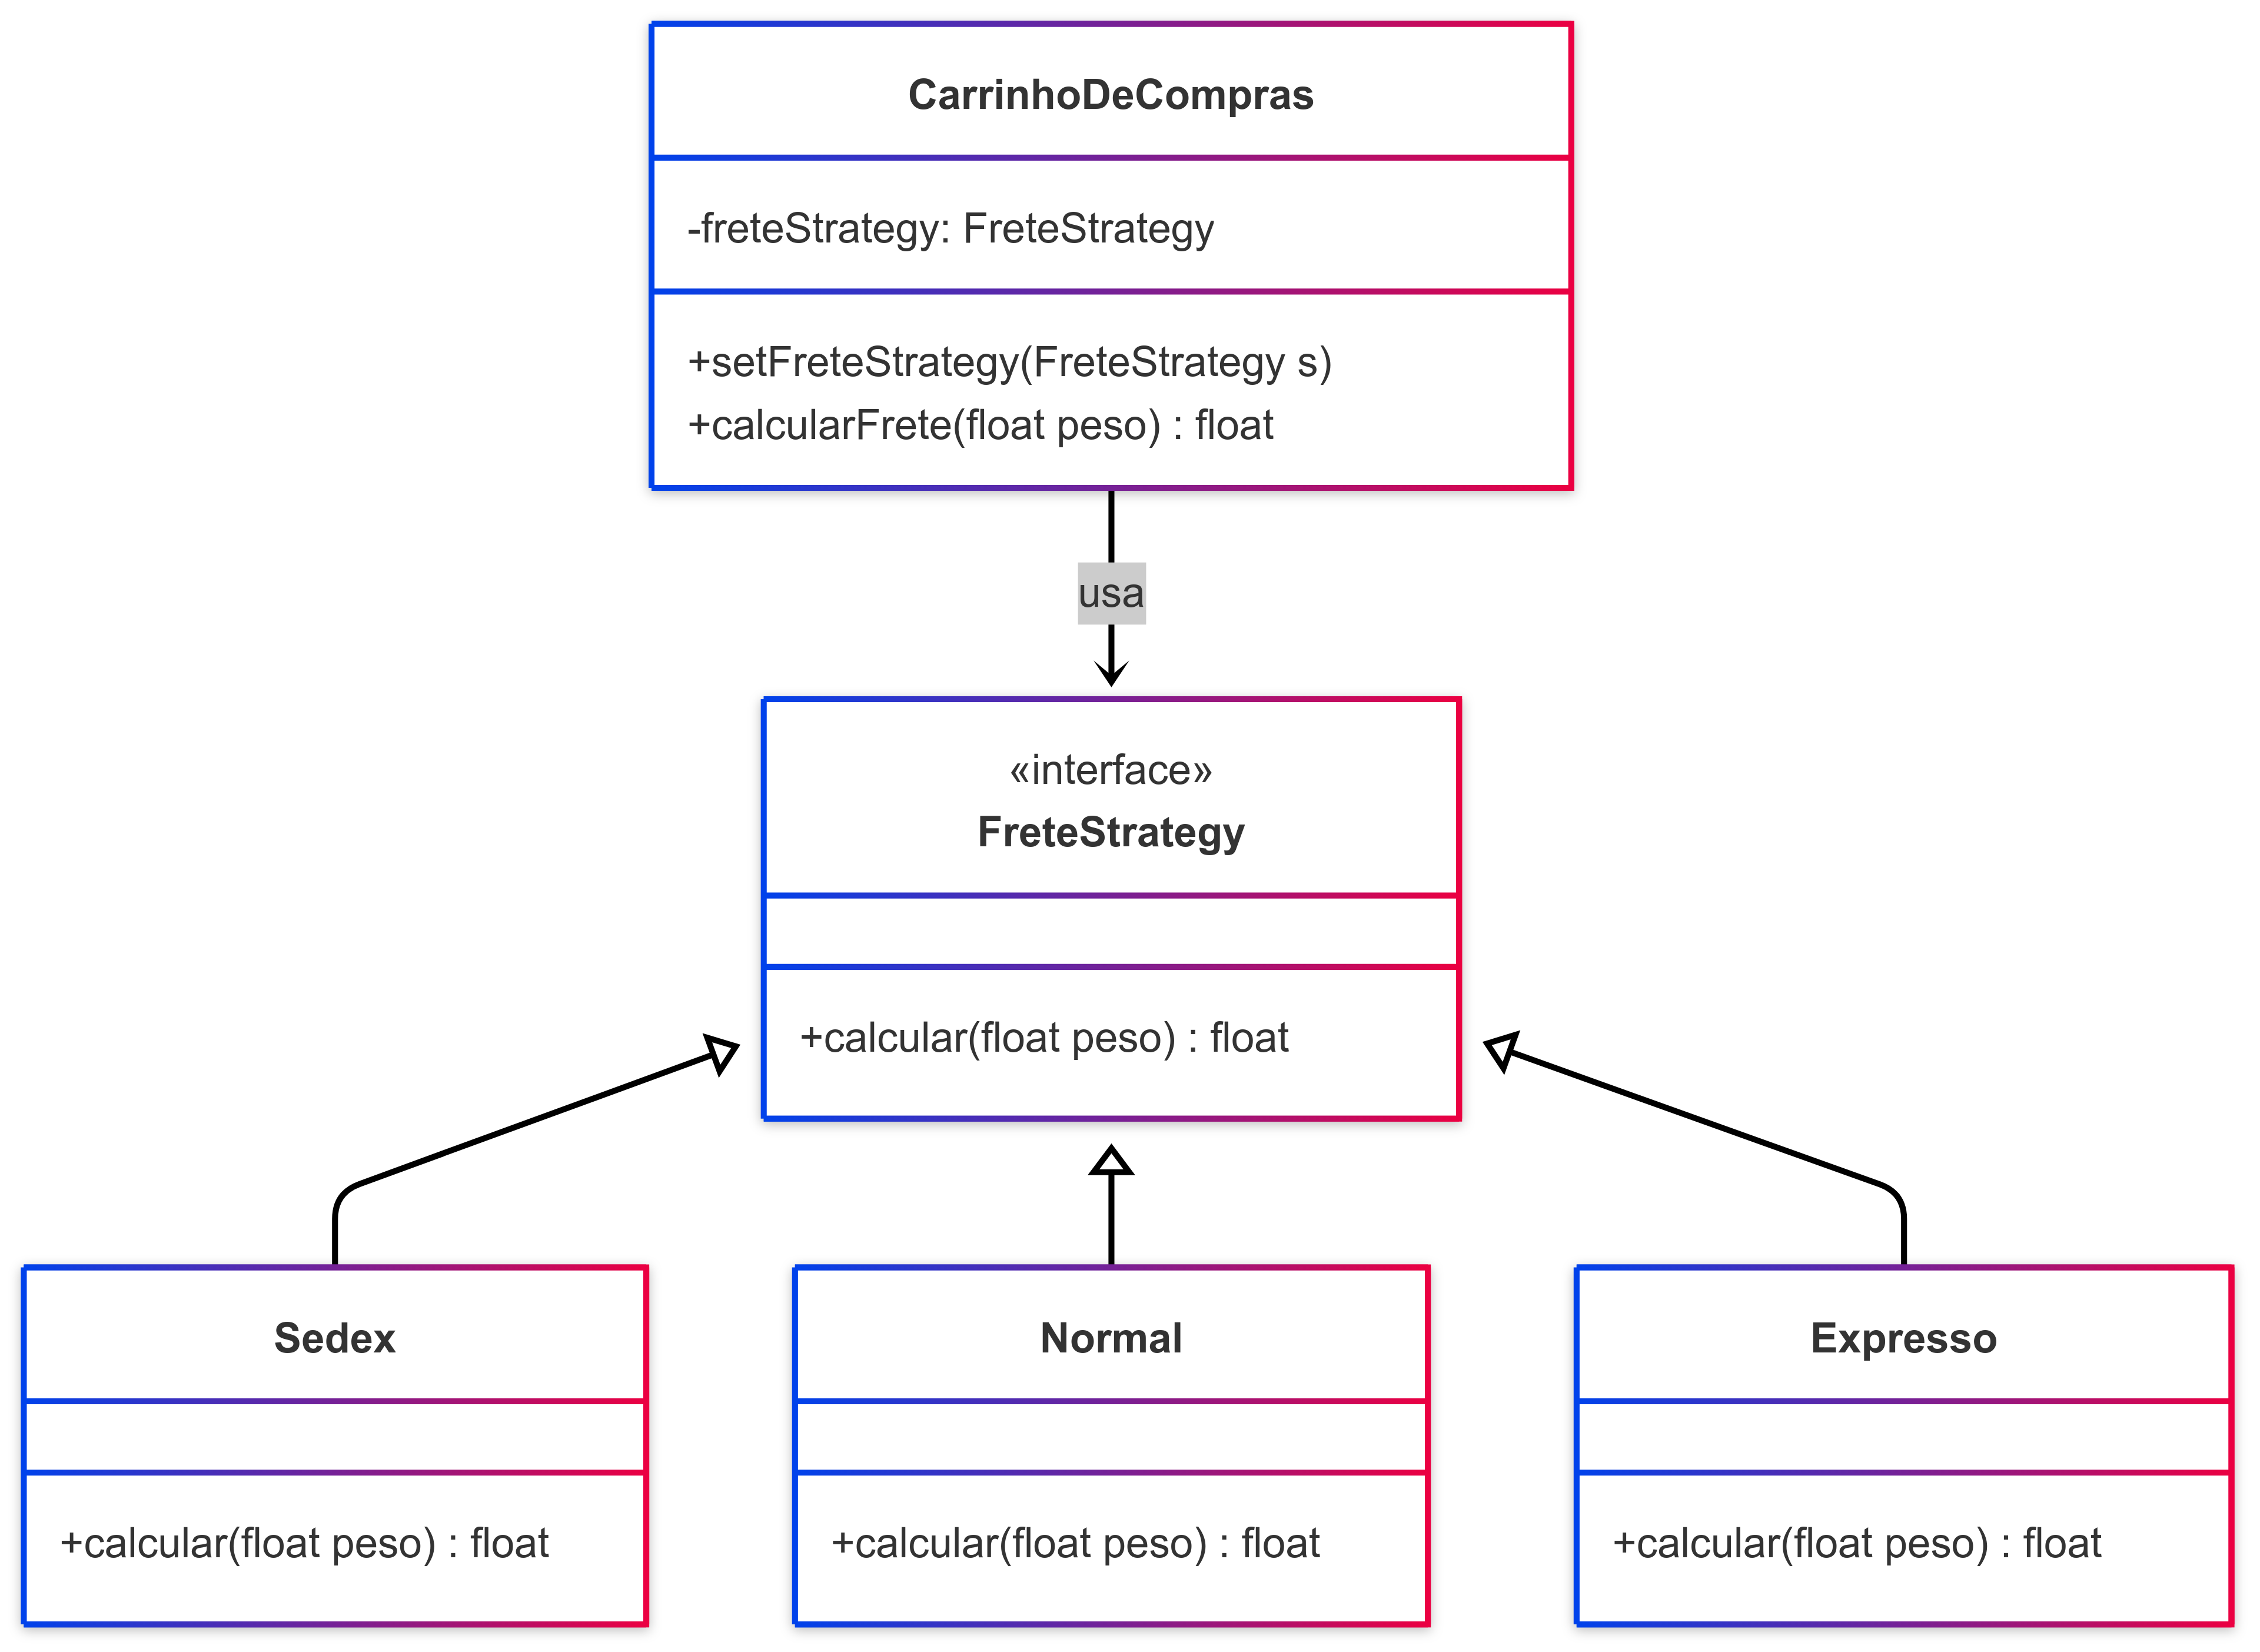 CarrinhoDeCompras
-freteStrategy: FreteStrategy
+setFreteStrategy(FreteStrategy s)
+calcularFrete(float peso) : float
usa
«interface»
FreteStrategy
+calcular(float peso) : float
Sedex
+calcular(float peso) : float
Normal
+calcular(float peso) : float
Expresso
+calcular(float peso) : float